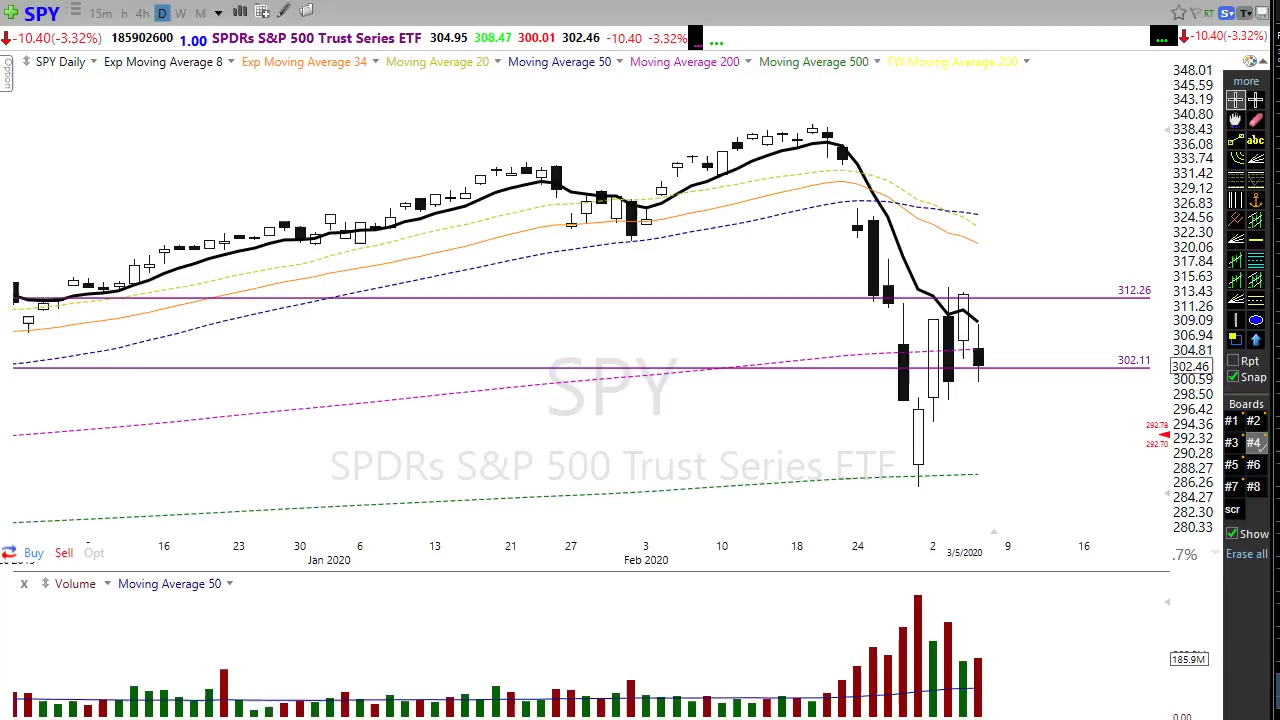 SPY 15m h 4h D W M RT S T
-10.40(-3.32%) 185902600 1.00 SPDRs S&P 500 Trust Series ETF 304.95 308.47 300.01 302.46 -10.40 -3.32% ... ... -10.40(-3.32%)
Option
SPY Daily Exp Moving Average 8 Exp Moving Average 34 Moving Average 20 Moving Average 50 Moving Average 200 Moving Average 500 FW Moving Average 200
348.01
345.59
343.19
340.80
338.43
336.08
333.74
331.42
329.12
326.83
324.56
322.30
320.06
317.84
315.63
313.43
311.26
309.09
306.94
304.81
302.46
300.59
298.50
296.42
294.36
292.32
290.28
288.27
286.26
284.27
282.30
280.33
312.26
302.11
292.78
292.70
SPY
SPDRs S&P 500 Trust Series ETF
16 23 30 6 13 21 27 3 10 18 24 2 3/5/2020 9 16
Jan 2020 Feb 2020
Buy Sell Opt
.7%
x Volume Moving Average 50
185.9M
0.00
more
abc
Rpt
Snap
Boards
#1 #2
#3 #4
#5 #6
#7 #8
scr
Show
Erase all